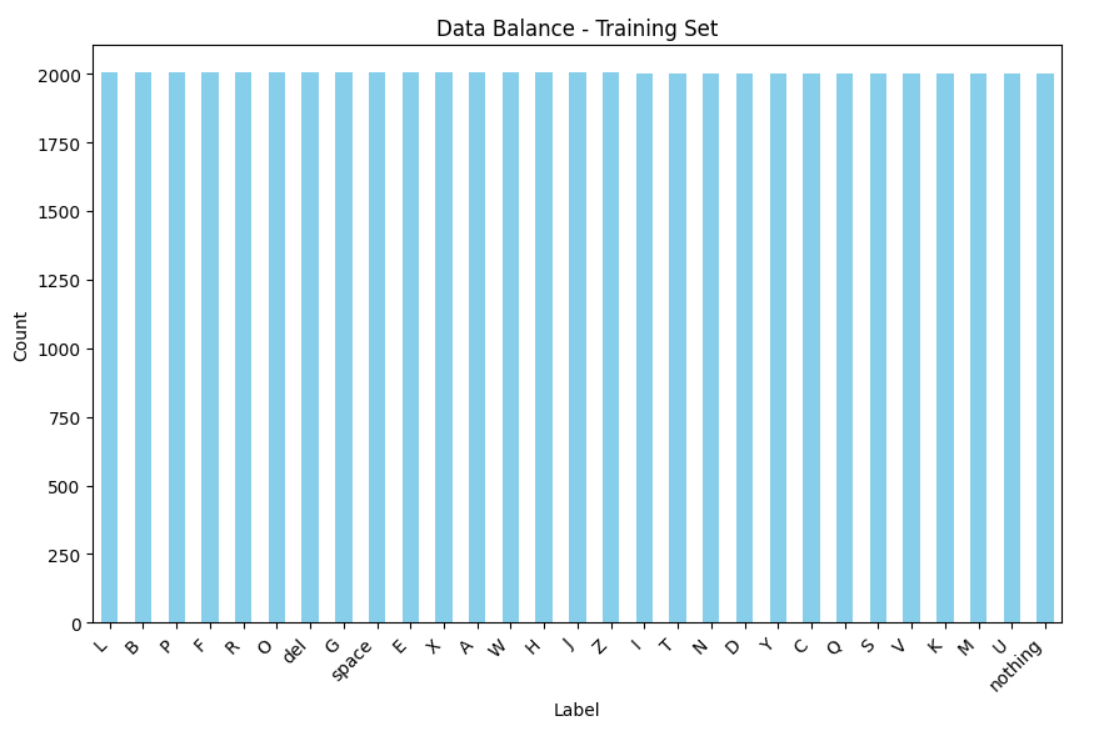 Data Balance - Training Set
2000
1750
1500
1250
1000
750
500
250
0
Count
L B P F R O del G space E X A W H J Z I T N D Y C Q S V K M U nothing
Label